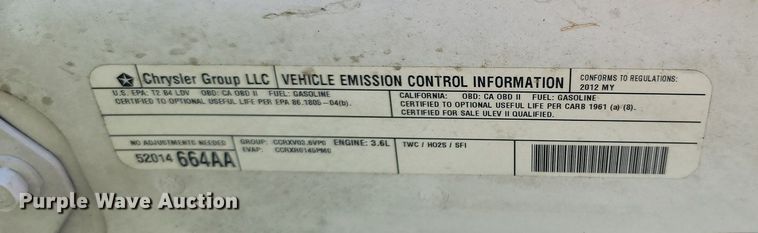 Chrysler Group LLC VEHICLE EMISSION CONTROL INFORMATION CONFORMS TO REGULATIONS:
2012 MY
U.S. EPA: T2 B4 LDV OBD: CA OBD II FUEL: GASOLINE
CERTIFIED TO OPTIONAL USEFUL LIFE PER EPA 86.1805-04(b).
CALIFORNIA: OBD: CA OBD II FUEL: GASOLINE
CERTIFIED TO OPTIONAL USEFUL LIFE PER CARB 1961 (a) (8).
CERTIFIED FOR SALE ULEV II QUALIFIED.
NO ADJUSTMENTS NEEDED
52014 664AA
GROUP: CCRXV03.6VP0 ENGINE: 3.6L
EVAP: CCRXR0145PMG
TWC / HO2S / SFI
Purple Wave Auction